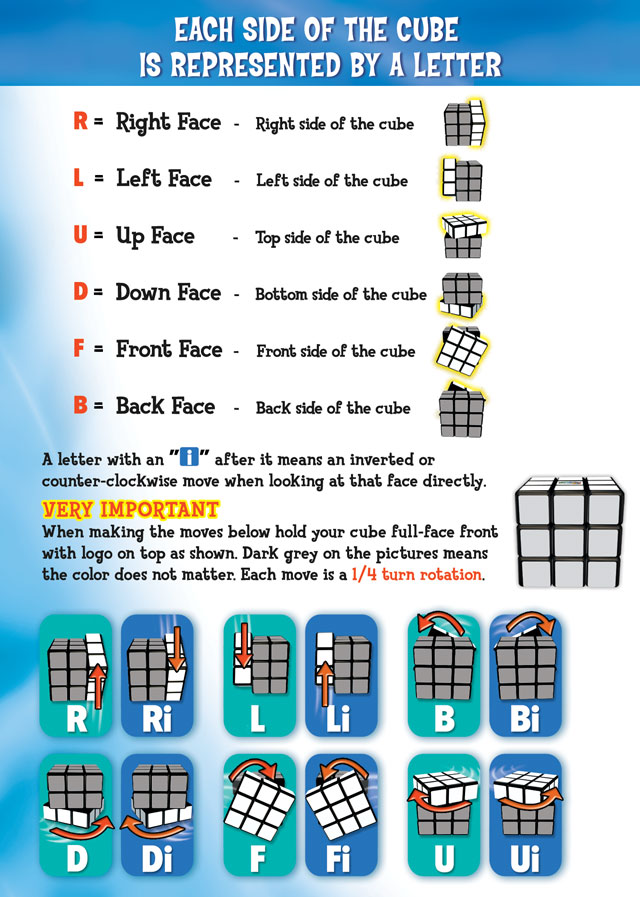 EACH SIDE OF THE CUBE
IS REPRESENTED BY A LETTER
R = Right Face - Right side of the cube
L = Left Face - Left side of the cube
U = Up Face - Top side of the cube
D = Down Face - Bottom side of the cube
F = Front Face - Front side of the cube
B = Back Face - Back side of the cube
A letter with an "i" after it means an inverted or
counter-clockwise move when looking at that face directly.
VERY IMPORTANT
When making the moves below hold your cube full-face front
with logo on top as shown. Dark grey on the pictures means
the color does not matter. Each move is a 1/4 turn rotation.
R Ri L Li B Bi
D Di F Fi U Ui